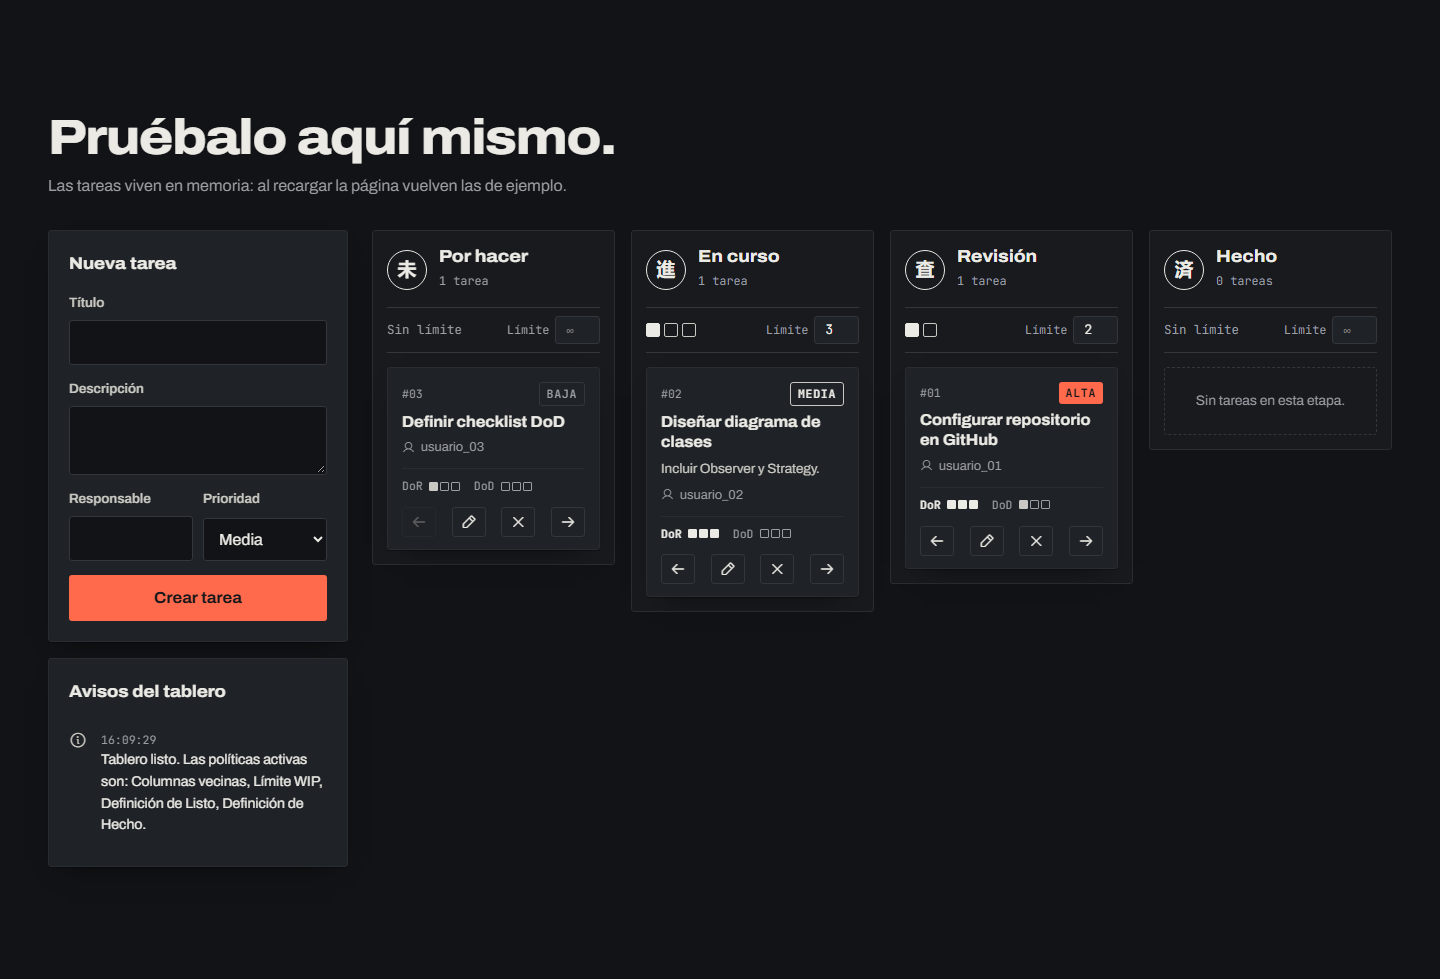 Pruébalo aquí mismo.
Las tareas viven en memoria: al recargar la página vuelven las de ejemplo.
Nueva tarea
Título
Descripción
Responsable
Prioridad
Media
Crear tarea
Avisos del tablero
16:09:29
Tablero listo. Las políticas activas
son: Columnas vecinas, Límite WIP,
Definición de Listo, Definición de
Hecho.
未
Por hacer
1 tarea
Sin límite
Límite
∞
#03
BAJA
Definir checklist DoD
usuario_03
DoR
DoD
進
En curso
1 tarea
Límite
3
#02
MEDIA
Diseñar diagrama de
clases
Incluir Observer y Strategy.
usuario_02
DoR
DoD
査
Revisión
1 tarea
Límite
2
#01
ALTA
Configurar repositorio
en GitHub
usuario_01
DoR
DoD
済
Hecho
0 tareas
Sin límite
Límite
∞
Sin tareas en esta etapa.